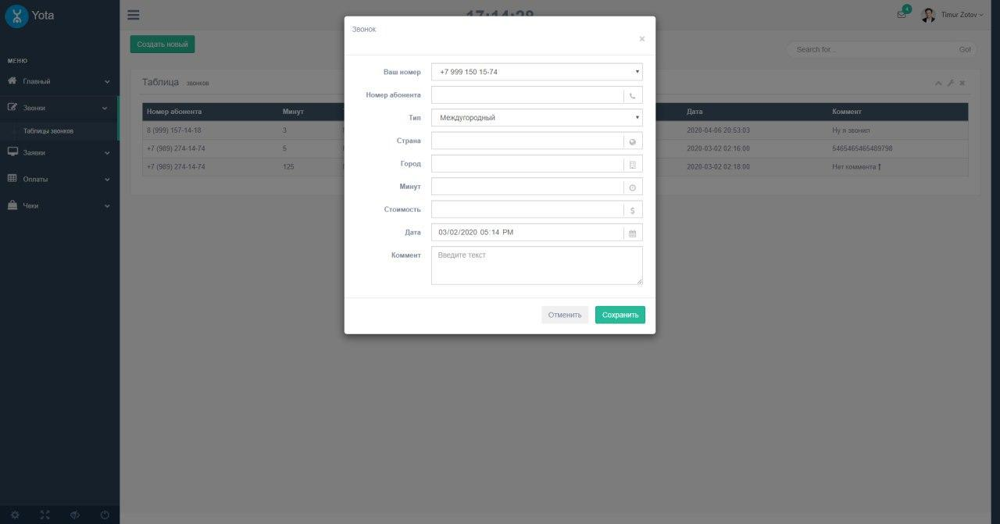 Yota
17:14:28
4
Timur Zotov
Создать новый
Search for...
Go!
МЕНЮ
Главный
Звонки
Таблицы звонков
Заявки
Оплаты
Чеки
Таблица звонков
Номер абонента Минут Дата Коммент
8 (999) 157-14-18 3 2020-04-06 20:53:03 Ну я звонил
+7 (989) 274-14-74 5 2020-03-02 02:16:00 5465465465489798
+7 (989) 274-14-74 125 2020-03-02 02:18:00 Нет коммента
Звонок
×
Ваш номер +7 999 150 15-74
Номер абонента
Тип Междугородный
Страна
Город
Минут
Стоимость $
Дата 03/02/2020 05:14 PM
Коммент Введите текст
Отменить Сохранить